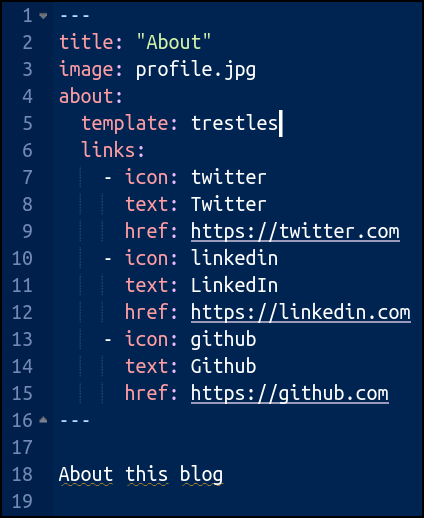 1 ---
2 title: "About"
3 image: profile.jpg
4 about:
5   template: trestles
6   links:
7     - icon: twitter
8       text: Twitter
9       href: https://twitter.com
10     - icon: linkedin
11       text: LinkedIn
12       href: https://linkedin.com
13     - icon: github
14       text: Github
15       href: https://github.com
16 ---
17
18 About this blog
19